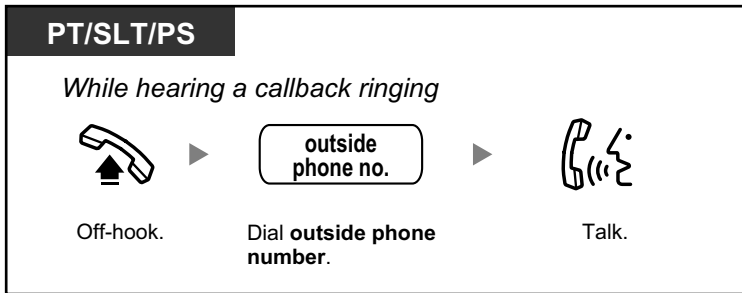 PT/SLT/PS
While hearing a callback ringing
outside
phone no.
Off-hook.
Dial outside phone
number.
Talk.